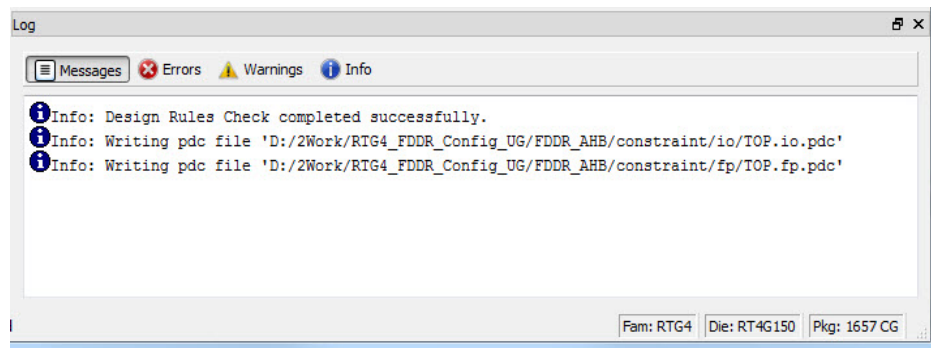 Log
Messages Errors Warnings Info
Info: Design Rules Check completed successfully.
Info: Writing pdc file 'D:/2Work/RTG4_FDDR_Config_UG/FDDR_AHB/constraint/io/TOP.io.pdc'
Info: Writing pdc file 'D:/2Work/RTG4_FDDR_Config_UG/FDDR_AHB/constraint/fp/TOP.fp.pdc'
Fam: RTG4 Die: RT4G150 Pkg: 1657 CG